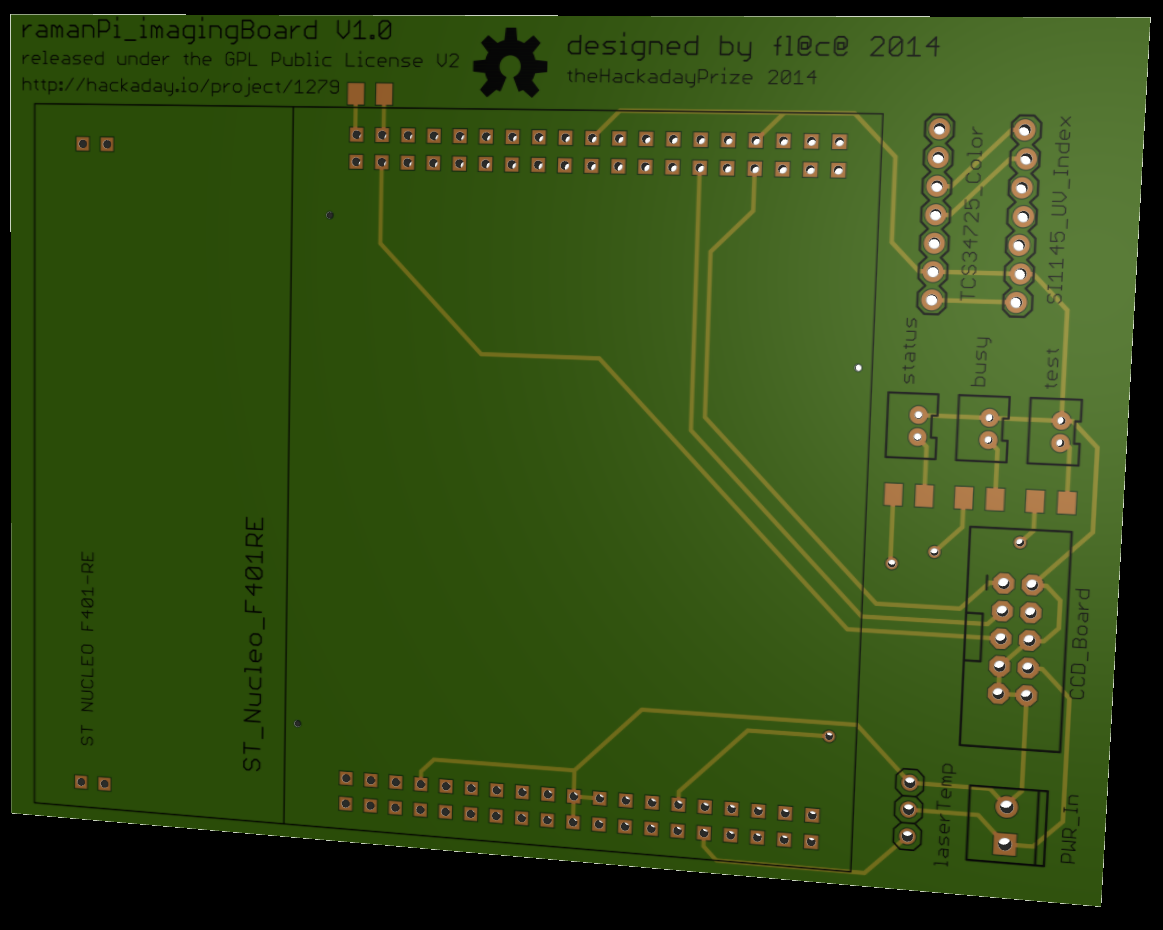 ramanPi_imagingBoard V1.0
released under the GPL Public License V2
http://hackaday.io/project/1279
designed by fl@c@ 2014
theHackadayPrize 2014
TCS34725_Color
SI1145_UV_Index
status
busy
test
ST NUCLEO F401-RE
ST_Nucleo_F401RE
CCD_Board
laserTemp
PWR_In